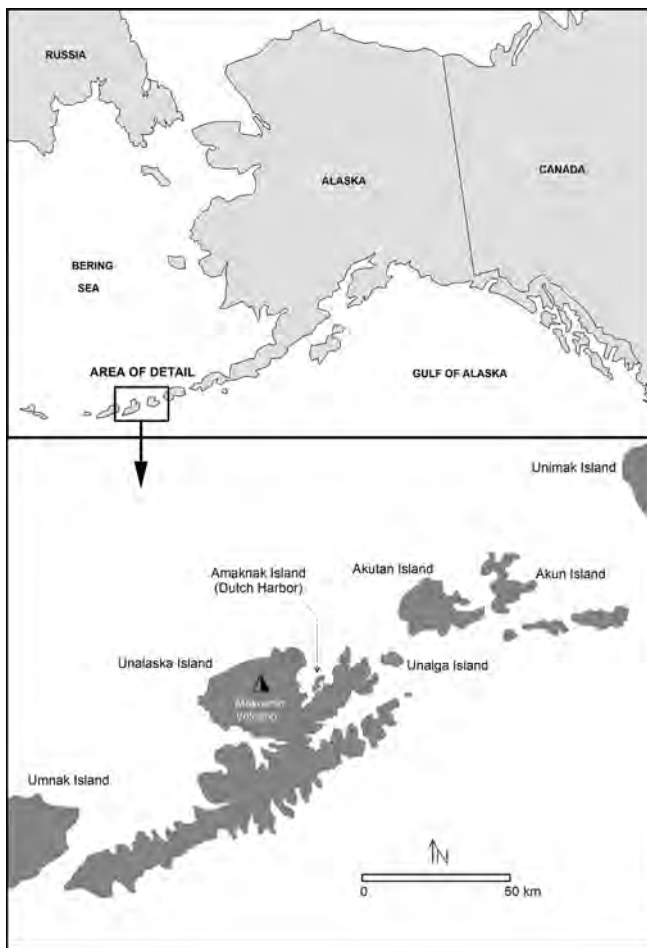 RUSSIA
ALASKA
CANADA
BERING
SEA
AREA OF DETAIL
GULF OF ALASKA
Unimak Island
Amaknak Island
(Dutch Harbor)
Akutan Island
Akun Island
Unalaska Island
Unalga Island
Volcano
Umnak Island
N
0
50 km